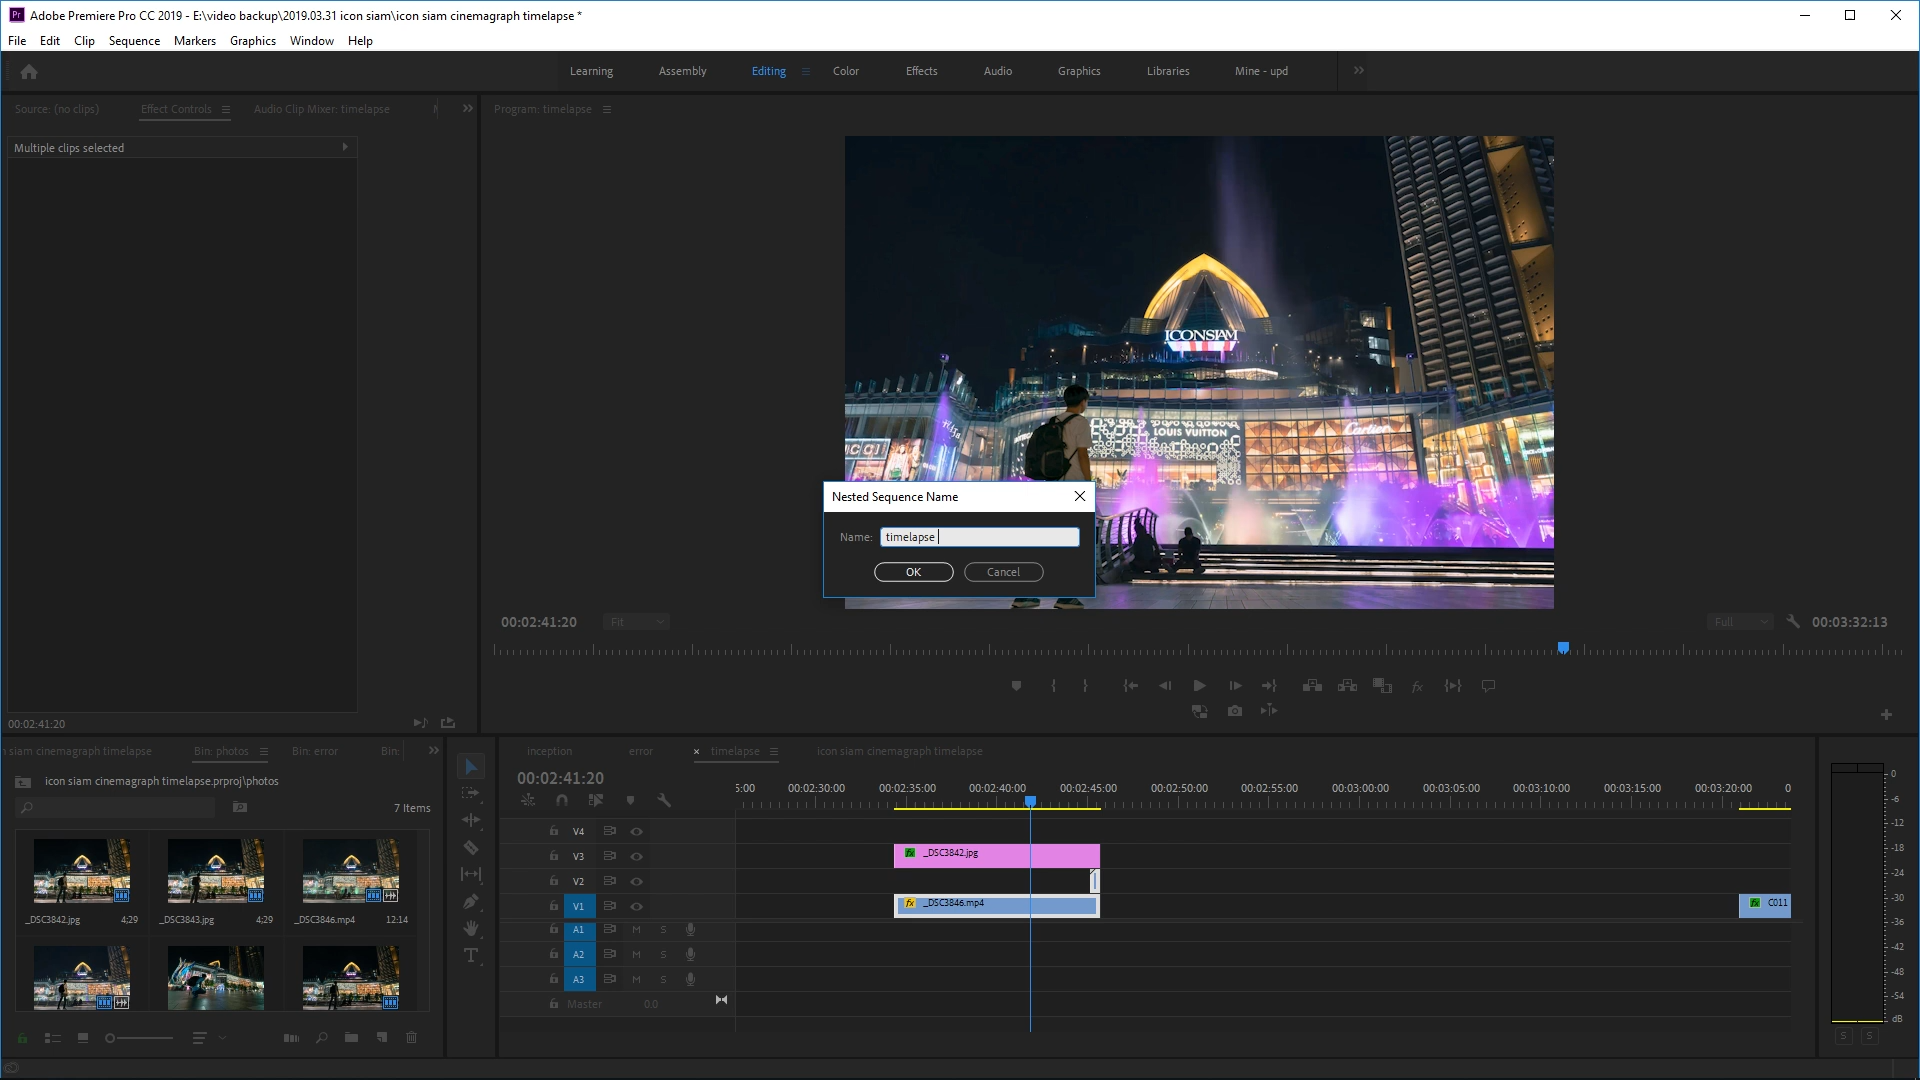 Adobe Premiere Pro CC 2019 - E:\video backup\2019.03.31 icon siam\icon siam cinemagraph timelapse *
File Edit Clip Sequence Markers Graphics Window Help
Learning Assembly Editing Color Effects Audio Graphics Libraries Mine - upd
Source: (no clips) Effect Controls Audio Clip Mixer: timelapse
Program: timelapse
Multiple clips selected
ICONSIAM
LOUIS VUITTON
Cartier
Nested Sequence Name
Name: timelapse
OK Cancel
00:02:41:20 Fit Full 00:03:32:13
00:02:41:20
siam cinemagraph timelapse Bin: photos Bin: error Bin:
inception error × timelapse icon siam cinemagraph timelapse
icon siam cinemagraph timelapse.prproj\photos
7 Items
00:02:41:20
5:00 00:02:30:00 00:02:35:00 00:02:40:00 00:02:45:00 00:02:50:00 00:02:55:00 00:03:00:00 00:03:05:00 00:03:10:00 00:03:15:00 00:03:20:00 0
V4
V3 _DSC3842.jpg
V2
V1 _DSC3846.mp4 C011
A1 M S
A2 M S
A3 M S
Master 0.0
_DSC3842.jpg 4;29 _DSC3843.jpg 4;29 _DSC3846.mp4 12:14
0
-6
-12
-18
-24
-30
-36
-42
-48
-54
dB
S S